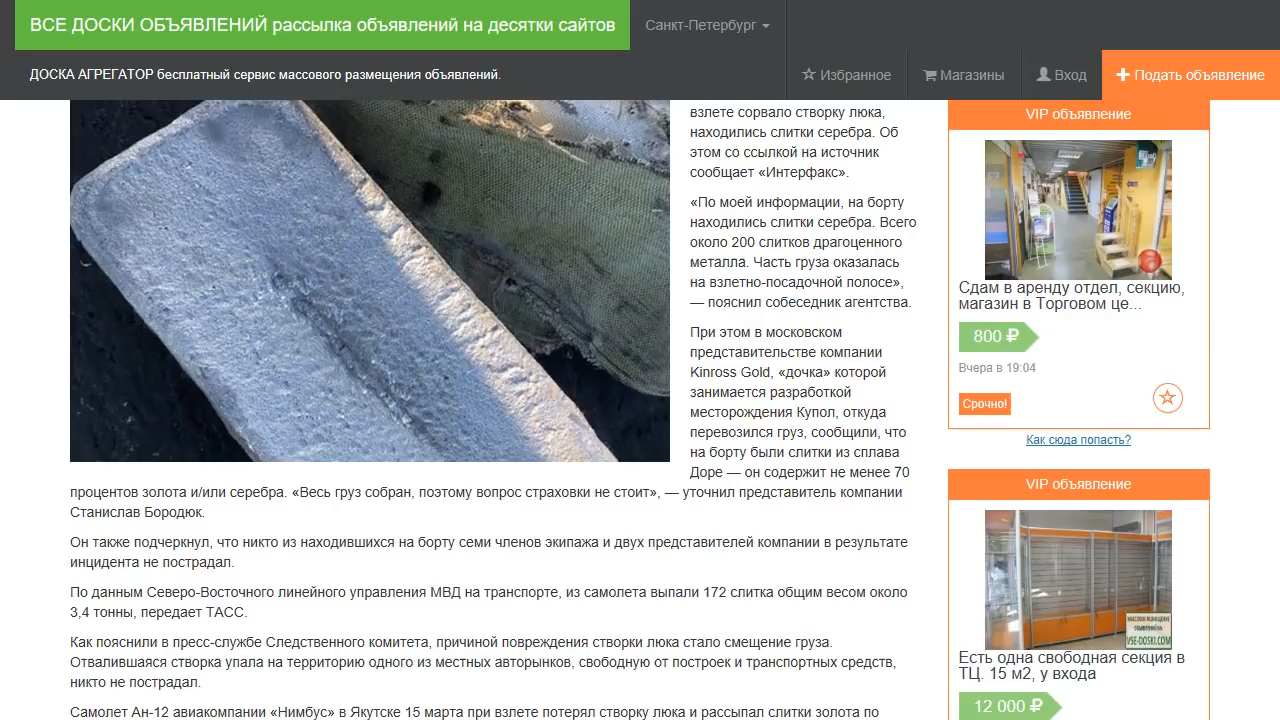 ВСЕ ДОСКИ ОБЪЯВЛЕНИЙ рассылка объявлений на десятки сайтов
Санкт-Петербург
ДОСКА АГРЕГАТОР бесплатный сервис массового размещения объявлений.
Избранное
Магазины
Вход
Подать объявление
взлете сорвало створку люка,
находились слитки серебра. Об
этом со ссылкой на источник
сообщает «Интерфакс».
«По моей информации, на борту
находились слитки серебра. Всего
около 200 слитков драгоценного
металла. Часть груза оказалась
на взлетно-посадочной полосе»,
— пояснил собеседник агентства.
При этом в московском
представительстве компании
Kinross Gold, «дочка» которой
занимается разработкой
месторождения Купол, откуда
перевозился груз, сообщили, что
на борту были слитки из сплава
Доре — он содержит не менее 70
процентов золота и/или серебра. «Весь груз собран, поэтому вопрос страховки не стоит», — уточнил представитель компании
Станислав Бородюк.
Он также подчеркнул, что никто из находившихся на борту семи членов экипажа и двух представителей компании в результате
инцидента не пострадал.
По данным Северо-Восточного линейного управления МВД на транспорте, из самолета выпали 172 слитка общим весом около
3,4 тонны, передает ТАСС.
Как пояснили в пресс-службе Следственного комитета, причиной повреждения створки люка стало смещение груза.
Отвалившаяся створка упала на территорию одного из местных авторынков, свободную от построек и транспортных средств,
никто не пострадал.
Самолет Ан-12 авиакомпании «Нимбус» в Якутске 15 марта при взлете потерял створку люка и рассыпал слитки золота по
VIP объявление
Сдам в аренду отдел, секцию,
магазин в Торговом це...
800 ₽
Вчера в 19:04
Срочно!
Как сюда попасть?
VIP объявление
VSE-DOSKI.COM
Есть одна свободная секция в
ТЦ. 15 м2, у входа
12 000 ₽